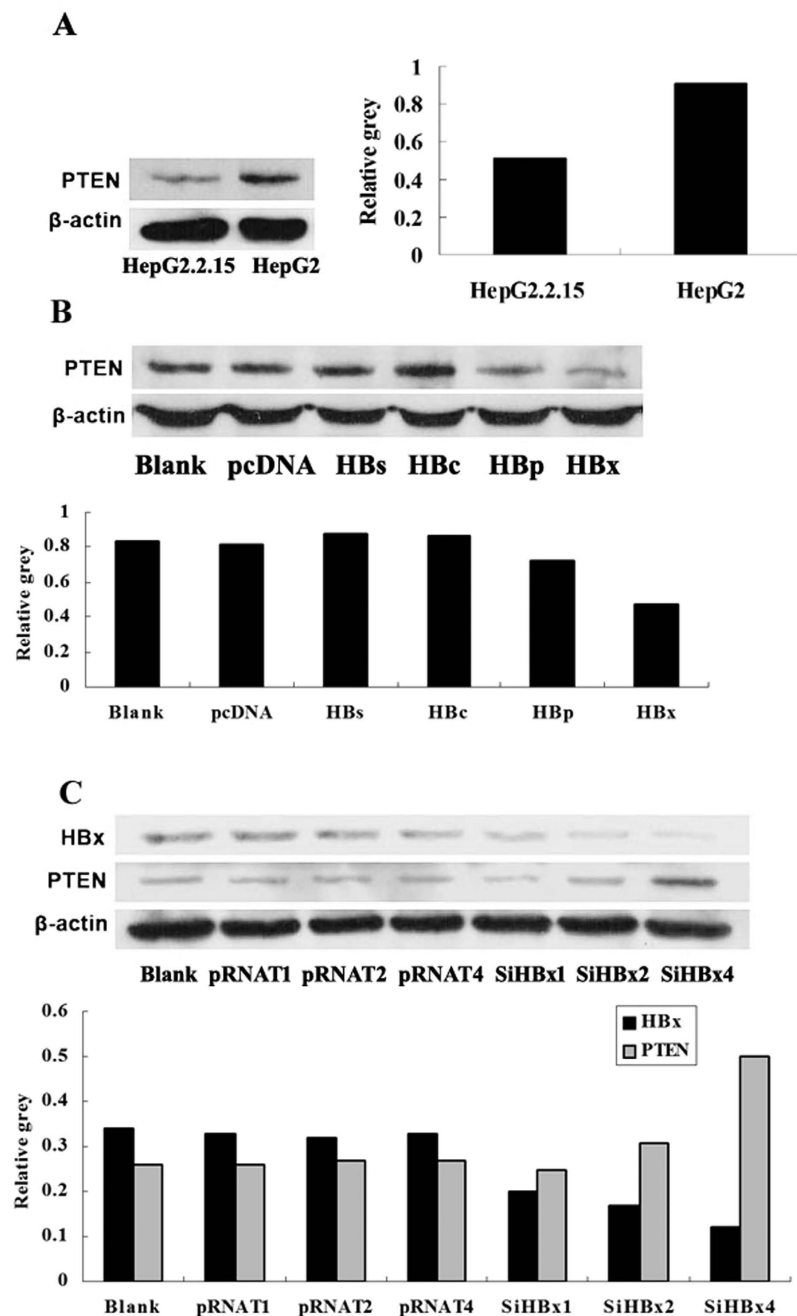 A
PTEN
β-actin
HepG2.2.15 HepG2
1
0.8
0.6
0.4
0.2
0
Relative grey
HepG2.2.15 HepG2
B
PTEN
β-actin
Blank pcDNA HBs HBc HBp HBx
1
0.8
0.6
0.4
0.2
0
Relative grey
Blank pcDNA HBs HBc HBp HBx
C
HBx
PTEN
β-actin
Blank pRNAT1 pRNAT2 pRNAT4 SiHBx1 SiHBx2 SiHBx4
0.6
0.5
0.4
0.3
0.2
0.1
0
Relative grey
HBx
PTEN
Blank pRNAT1 pRNAT2 pRNAT4 SiHBx1 SiHBx2 SiHBx4